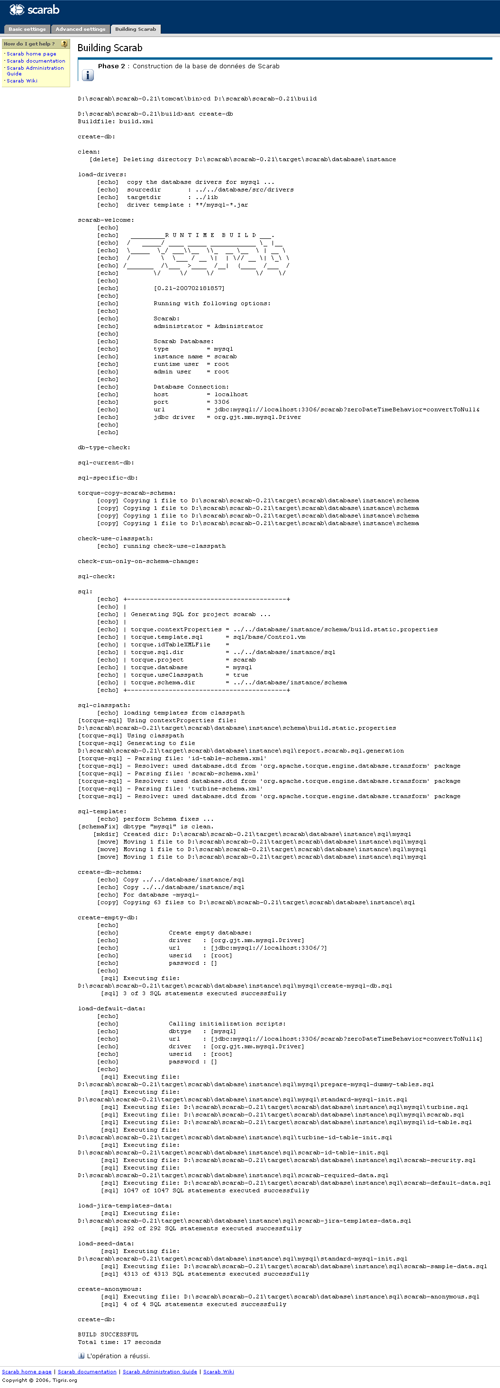 scarab
Basic settings Advanced settings Building Scarab
How do I get help ?
Scarab home page
Scarab documentation
Scarab Administration Guide
Scarab Wiki
Building Scarab
Phase 2 : Construction de la base de données de Scarab
D:\scarab\scarab-0.21\tomcat\bin>cd D:\scarab\scarab-0.21\build
D:\scarab\scarab-0.21\build>ant create-db
Buildfile: build.xml
create-db:
clean:
[delete] Deleting directory D:\scarab\scarab-0.21\target\scarab\database\instance
load-drivers:
[echo] copy the database drivers for mysql ...
[echo] sourcedir : ../../database/src/drivers
[echo] targetdir : ../lib
[echo] driver template : **/mysql-*.jar
scarab-welcome:
[echo]
[echo] R U N T I M E B U I L D
[echo]
[echo]
[echo]
[echo]
[echo]
[echo]
[echo]
[echo] [0.21-200702181857]
[echo]
[echo] Running with following options:
[echo]
[echo] Scarab:
[echo] administrator = Administrator
[echo]
[echo] Scarab Database:
[echo] type = mysql
[echo] instance name = scarab
[echo] runtime user = root
[echo] admin user = root
[echo]
[echo] Database Connection:
[echo] host = localhost
[echo] port = 3306
[echo] url = jdbc:mysql://localhost:3306/scarab?zeroDateTimeBehavior=convertToNull&
[echo] jdbc driver = org.gjt.mm.mysql.Driver
[echo]
[echo]
db-type-check:
sql-current-db:
sql-specific-db:
torque-copy-scarab-schema:
[copy] Copying 1 file to D:\scarab\scarab-0.21\target\scarab\database\instance\schema
[copy] Copying 1 file to D:\scarab\scarab-0.21\target\scarab\database\instance\schema
[copy] Copying 1 file to D:\scarab\scarab-0.21\target\scarab\database\instance\schema
[copy] Copying 1 file to D:\scarab\scarab-0.21\target\scarab\database\instance\schema
check-use-classpath:
[echo] running check-use-classpath
check-run-only-on-schema-change:
sql-check:
sql:
[echo] +------------------------------------------+
[echo] |
[echo] | Generating SQL for project scarab ...
[echo] |
[echo] | torque.contextProperties = ../../database/instance/schema/build.static.properties
[echo] | torque.template.sql = sql/base/Control.vm
[echo] | torque.idTableXMLFile =
[echo] | torque.sql.dir = ../../database/instance/sql
[echo] | torque.project = scarab
[echo] | torque.database = mysql
[echo] | torque.useClasspath = true
[echo] | torque.schema.dir = ../../database/instance/schema
[echo] +------------------------------------------+
sql-classpath:
[echo] loading templates from classpath
[torque-sql] Using contextProperties file:
D:\scarab\scarab-0.21\target\scarab\database\instance\schema\build.static.properties
[torque-sql] Using classpath
[torque-sql] Generating to file
D:\scarab\scarab-0.21\target\scarab\database\instance\sql\report.scarab.sql.generation
[torque-sql] - Parsing file: 'id-table-schema.xml'
[torque-sql] - Resolver: used database.dtd from 'org.apache.torque.engine.database.transform' package
[torque-sql] - Parsing file: 'scarab-schema.xml'
[torque-sql] - Resolver: used database.dtd from 'org.apache.torque.engine.database.transform' package
[torque-sql] - Parsing file: 'turbine-schema.xml'
[torque-sql] - Resolver: used database.dtd from 'org.apache.torque.engine.database.transform' package
sql-template:
[echo] perform Schema fixes ...
[schemaFix] dbtype "mysql" is clean.
[mkdir] Created dir: D:\scarab\scarab-0.21\target\scarab\database\instance\sql\mysql
[move] Moving 1 file to D:\scarab\scarab-0.21\target\scarab\database\instance\sql\mysql
[move] Moving 1 file to D:\scarab\scarab-0.21\target\scarab\database\instance\sql\mysql
[move] Moving 1 file to D:\scarab\scarab-0.21\target\scarab\database\instance\sql\mysql
create-db-schema:
[echo] Copy ../../database/instance/sql
[echo] Copy ../../database/instance/sql
[echo] For database -mysql-
[copy] Copying 63 files to D:\scarab\scarab-0.21\target\scarab\database\instance\sql
create-empty-db:
[echo]
[echo] Create empty database:
[echo] driver : [org.gjt.mm.mysql.Driver]
[echo] url : [jdbc:mysql://localhost:3306/?]
[echo] userid : [root]
[echo] password : []
[echo]
[sql] Executing file:
D:\scarab\scarab-0.21\target\scarab\database\instance\sql\mysql\create-mysql-db.sql
[sql] 3 of 3 SQL statements executed successfully
load-default-data:
[echo]
[echo] Calling initialization scripts:
[echo] dbtype : [mysql]
[echo] url : [jdbc:mysql://localhost:3306/scarab?zeroDateTimeBehavior=convertToNull&]
[echo] driver : [org.gjt.mm.mysql.Driver]
[echo] userid : [root]
[echo] password : []
[echo]
[sql] Executing file:
D:\scarab\scarab-0.21\target\scarab\database\instance\sql\mysql\prepare-mysql-dummy-tables.sql
[sql] Executing file:
D:\scarab\scarab-0.21\target\scarab\database\instance\sql\mysql\standard-mysql-init.sql
[sql] Executing file: D:\scarab\scarab-0.21\target\scarab\database\instance\sql\mysql\turbine.sql
[sql] Executing file: D:\scarab\scarab-0.21\target\scarab\database\instance\sql\mysql\scarab.sql
[sql] Executing file: D:\scarab\scarab-0.21\target\scarab\database\instance\sql\mysql\id-table.sql
[sql] Executing file:
D:\scarab\scarab-0.21\target\scarab\database\instance\sql\turbine-id-table-init.sql
[sql] Executing file:
D:\scarab\scarab-0.21\target\scarab\database\instance\sql\scarab-id-table-init.sql
[sql] Executing file: D:\scarab\scarab-0.21\target\scarab\database\instance\sql\scarab-security.sql
[sql] Executing file:
D:\scarab\scarab-0.21\target\scarab\database\instance\sql\scarab-required-data.sql
[sql] Executing file: D:\scarab\scarab-0.21\target\scarab\database\instance\sql\scarab-default-data.sql
[sql] 1047 of 1047 SQL statements executed successfully
load-jira-templates-data:
[sql] Executing file:
D:\scarab\scarab-0.21\target\scarab\database\instance\sql\scarab-jira-templates-data.sql
[sql] 292 of 292 SQL statements executed successfully
load-seed-data:
[sql] Executing file:
D:\scarab\scarab-0.21\target\scarab\database\instance\sql\mysql\standard-mysql-init.sql
[sql] Executing file: D:\scarab\scarab-0.21\target\scarab\database\instance\sql\scarab-sample-data.sql
[sql] 4313 of 4313 SQL statements executed successfully
create-anonymous:
[sql] Executing file: D:\scarab\scarab-0.21\target\scarab\database\instance\sql\scarab-anonymous.sql
[sql] 4 of 4 SQL statements executed successfully
create-db:
BUILD SUCCESSFUL
Total time: 17 seconds
L'opération a réussi.
Scarab home page | Scarab documentation | Scarab Administration Guide | Scarab Wiki
Copyright © 2006, Tigris.org